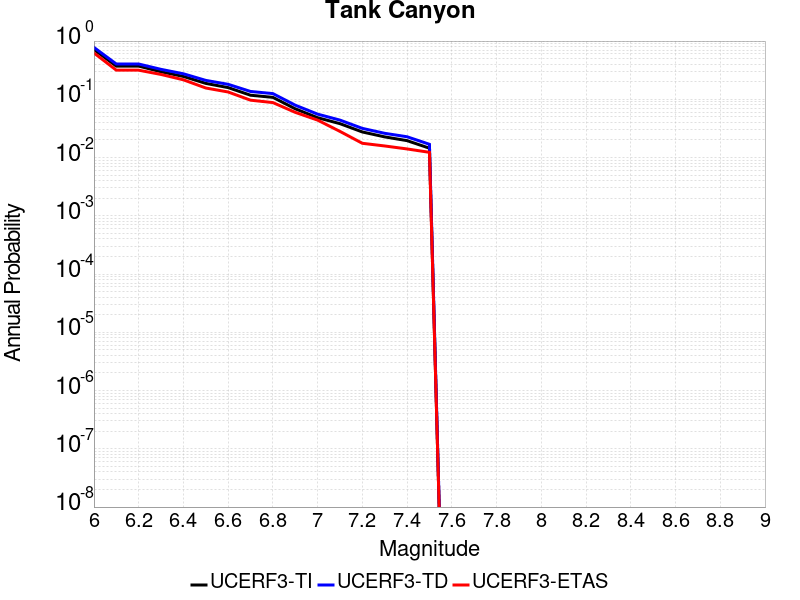 Tank Canyon
10^0
10^-1
10^-2
10^-3
10^-4
10^-5
10^-6
10^-7
10^-8
Annual Probability
6 6.2 6.4 6.6 6.8 7 7.2 7.4 7.6 7.8 8 8.2 8.4 8.6 8.8 9
Magnitude
UCERF3-TI UCERF3-TD UCERF3-ETAS